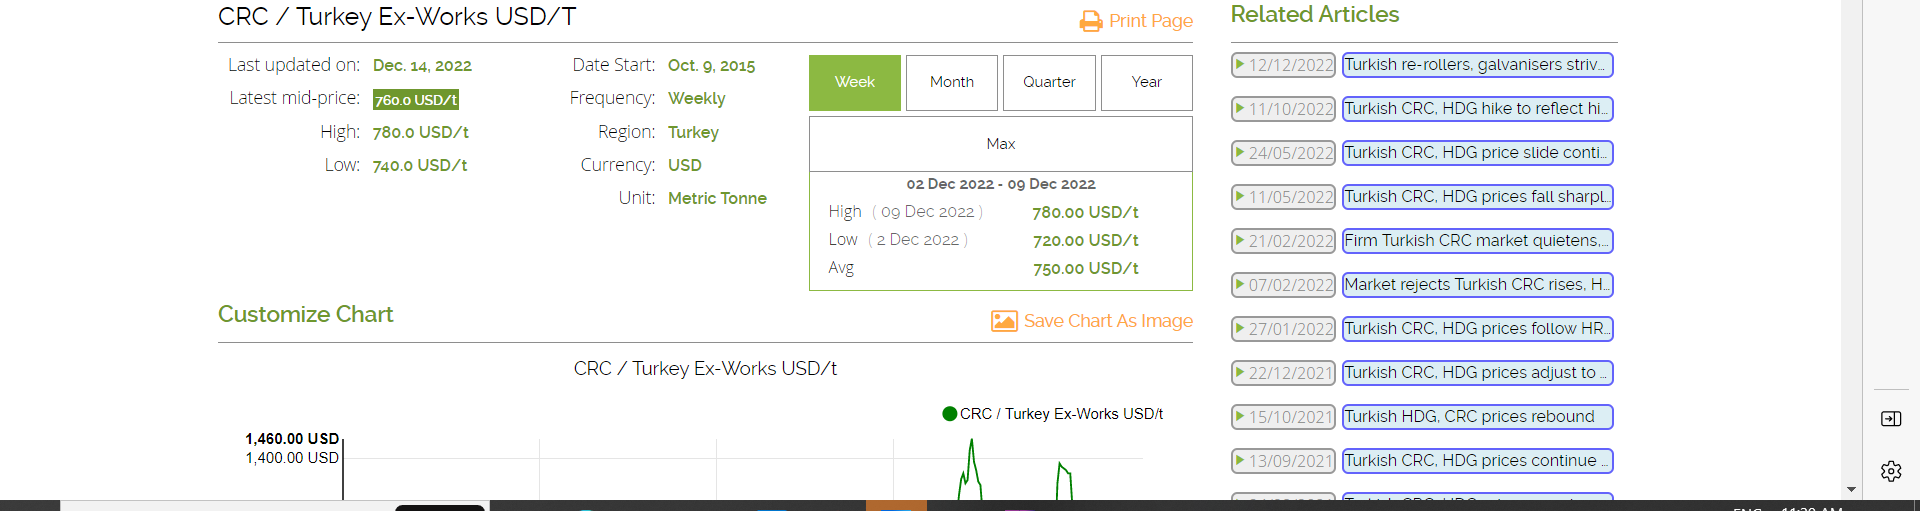 CRC / Turkey Ex-Works USD/T
Print Page
Last updated on: Dec. 14, 2022
Latest mid-price: 760.0 USD/t
High: 780.0 USD/t
Low: 740.0 USD/t
Date Start: Oct. 9, 2015
Frequency: Weekly
Region: Turkey
Currency: USD
Unit: Metric Tonne
Week Month Quarter Year
Max
02 Dec 2022 - 09 Dec 2022
High ( 09 Dec 2022 ) 780.00 USD/t
Low ( 2 Dec 2022 ) 720.00 USD/t
Avg 750.00 USD/t
Customize Chart
Save Chart As Image
CRC / Turkey Ex-Works USD/t
CRC / Turkey Ex-Works USD/t
1,460.00 USD
1,400.00 USD
Related Articles
12/12/2022 Turkish re-rollers, galvanisers striv...
11/10/2022 Turkish CRC, HDG hike to reflect hi...
24/05/2022 Turkish CRC, HDG price slide conti...
11/05/2022 Turkish CRC, HDG prices fall sharpl...
21/02/2022 Firm Turkish CRC market quietens,...
07/02/2022 Market rejects Turkish CRC rises, H...
27/01/2022 Turkish CRC, HDG prices follow HR...
22/12/2021 Turkish CRC, HDG prices adjust to ...
15/10/2021 Turkish HDG, CRC prices rebound
13/09/2021 Turkish CRC, HDG prices continue ...